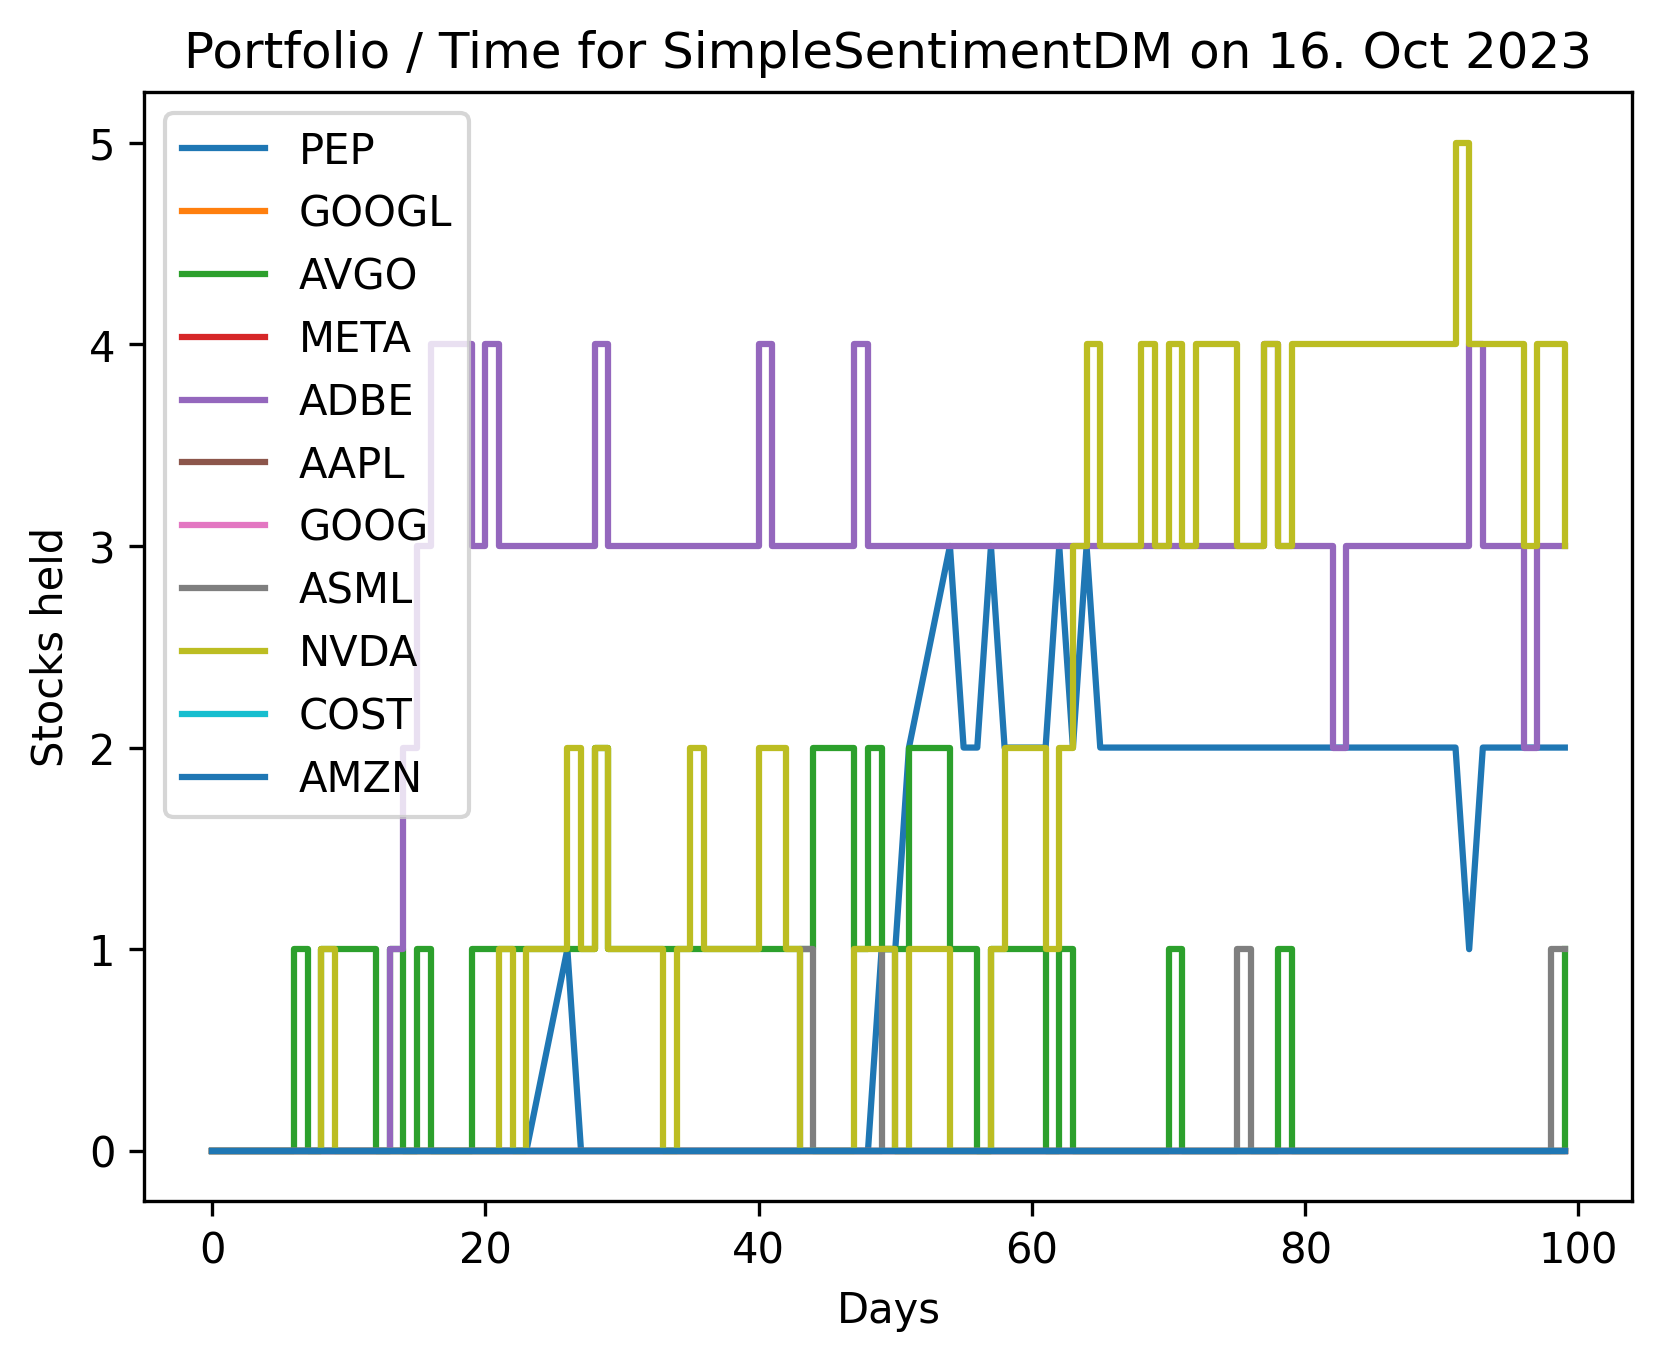 Portfolio / Time for SimpleSentimentDM on 16. Oct 2023
5
4
3
2
1
0
Stocks held
PEP
GOOGL
AVGO
META
ADBE
AAPL
GOOG
ASML
NVDA
COST
AMZN
0 20 40 60 80 100
Days